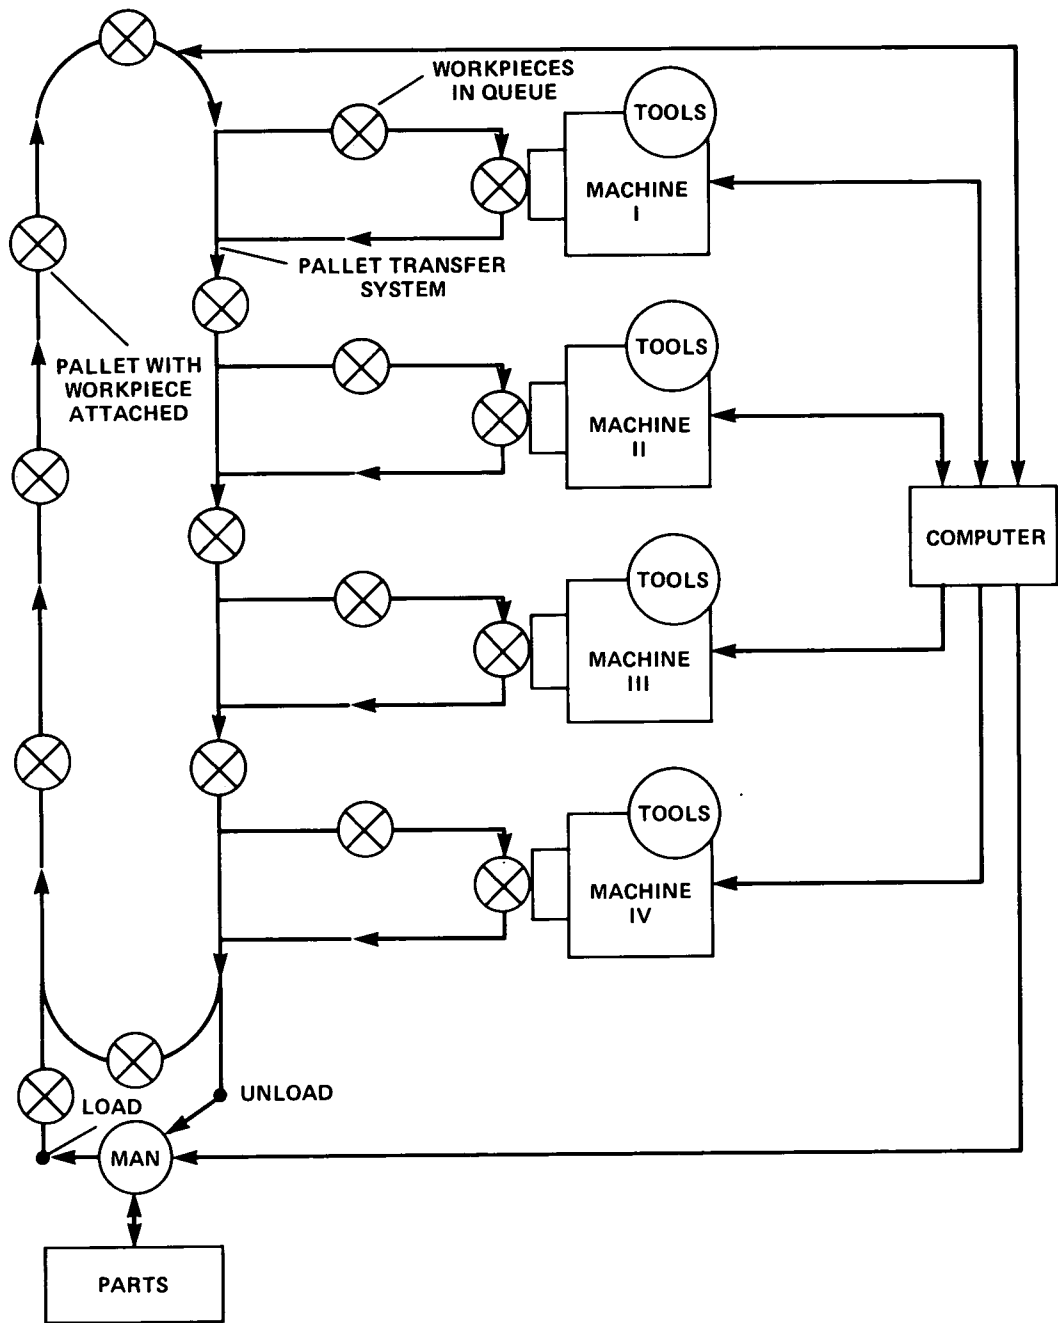 WORKPIECES
IN QUEUE
TOOLS
MACHINE
I
PALLET TRANSFER
SYSTEM
TOOLS
PALLET WITH
WORKPIECE
ATTACHED
MACHINE
II
COMPUTER
TOOLS
MACHINE
III
TOOLS
MACHINE
IV
UNLOAD
LOAD
MAN
PARTS